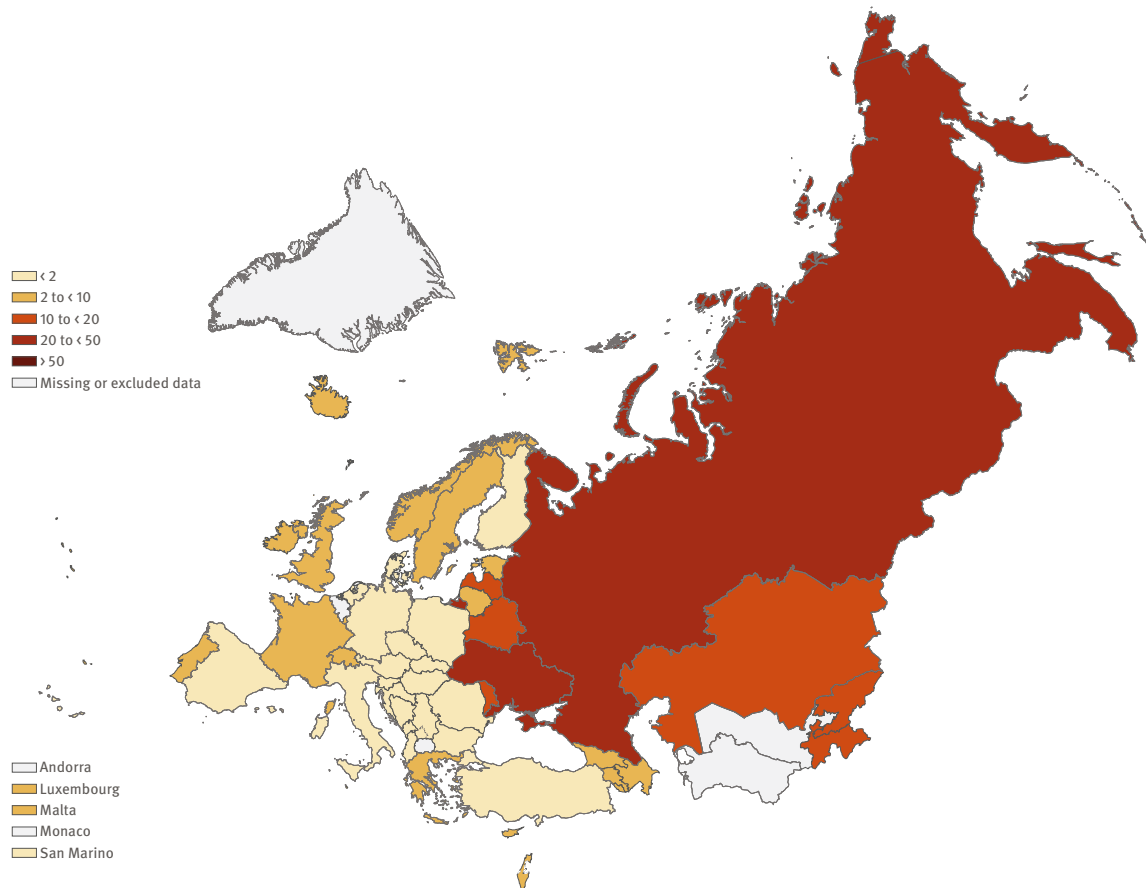 < 2
2 to < 10
10 to < 20
20 to < 50
> 50
Missing or excluded data
Andorra
Luxembourg
Malta
Monaco
San Marino